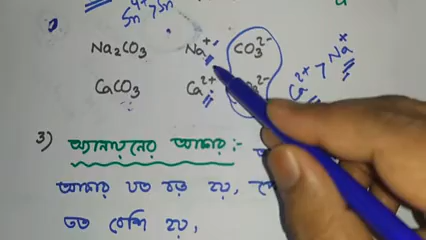 Sn⁴⁺ > Sn
Na₂CO₃ Na⁺ CO₃²⁻
CaCO₃ Ca²⁺ Ca²⁺ > Na⁺
3) অ্যানায়নের আকার:-
আকার যত বড় হয়,
তত বেশি হয়,